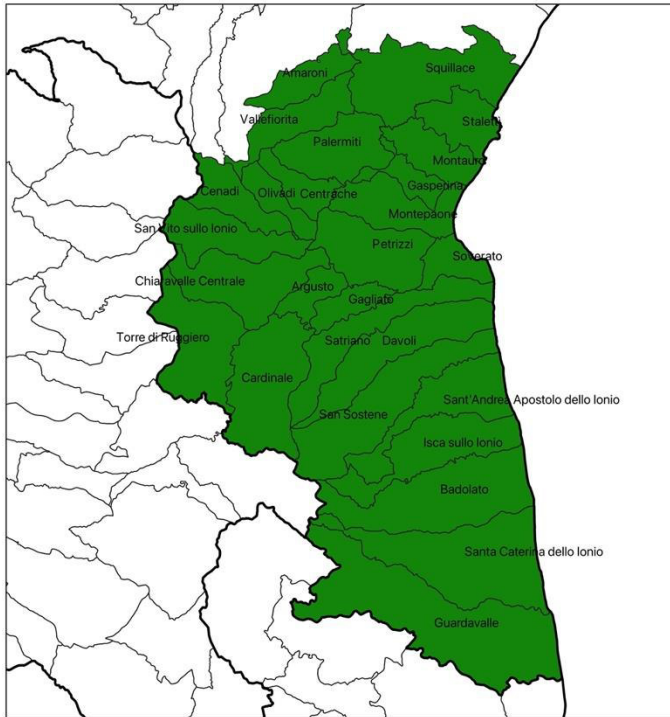 Squillace
Amaroni
Vallefiorita
Staletti
Palermiti
Montauro
Gasperina
Cenadi
Olivadi
Centrache
Montepaone
San Vito sullo Ionio
Petrizzi
Soverato
Chiaravalle Centrale
Argusto
Gagliato
Torre di Ruggiero
Satriano
Davoli
Cardinale
Sant'Andrea Apostolo dello Ionio
San Sostene
Isca sullo Ionio
Badolato
Santa Caterina dello Ionio
Guardavalle